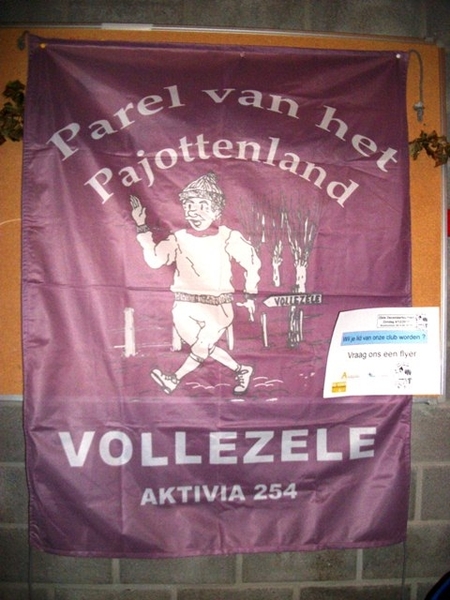 Parel van het
Pajottenland
VOLLEZELE
Wil je lid van onze club worden ?
Vraag ons een flyer
VOLLEZELE
AKTIVIA 254